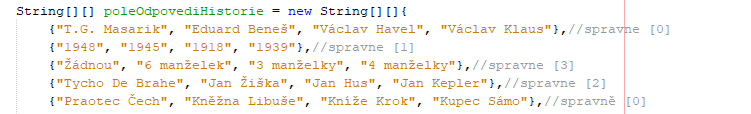 String[][] poleOdpovediHistorie = new String[][]{
{"T.G. Masarik", "Eduard Beneš", "Václav Havel", "Václav Klaus"},//spravne [0]
{"1948", "1945", "1918", "1939"},//spravne [1]
{"Žádnou", "6 manželek", "3 manželky", "4 manželky"},//spravne [3]
{"Tycho De Brahe", "Jan Žiška", "Jan Hus", "Jan Kepler"},//spravne [2]
{"Praotec Čech", "Kněžna Libuše", "Kníže Krok", "Kupec Sámo"},//spravně [0]